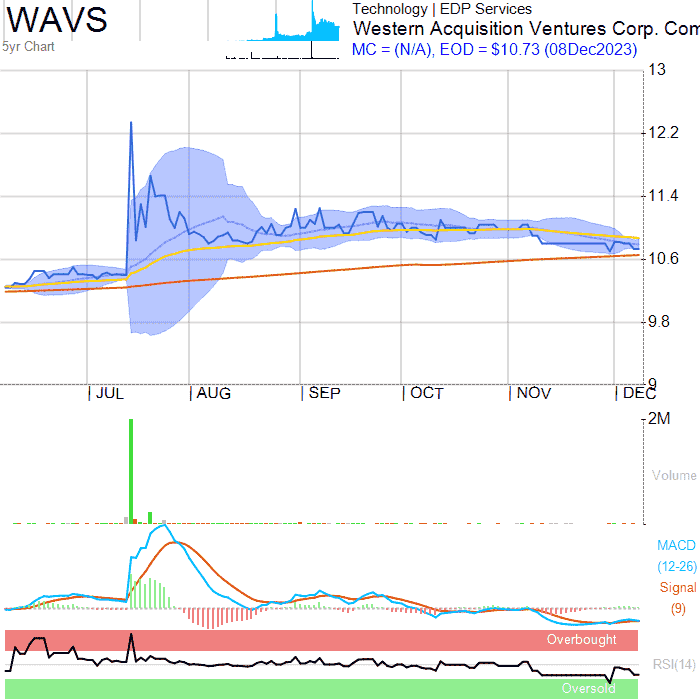 WAVS
5yr Chart
Technology | EDP Services
Western Acquisition Ventures Corp. Com
MC = (N/A), EOD = $10.73 (08Dec2023)
13
12.2
11.4
10.6
9.8
9
JUL AUG SEP OCT NOV DEC
2M
Volume
MACD
(12-26)
Signal
(9)
Overbought
RSI(14)
Oversold